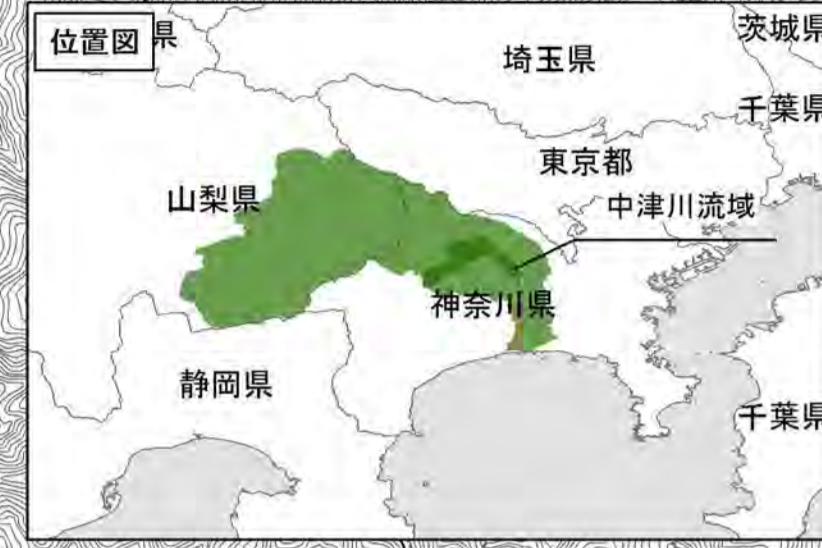 位置図
県
茨城県
埼玉県
千葉県
東京都
山梨県
中津川流域
神奈川県
静岡県
千葉県